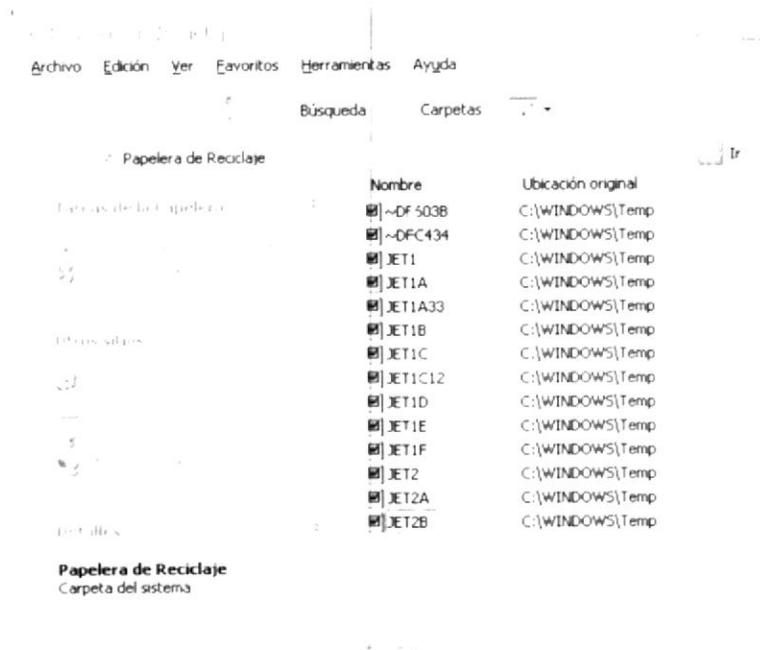 Archivo Edición Ver Favoritos Herramientas Ayuda
Búsqueda Carpetas
Papelera de Reciclaje Ir
Nombre Ubicación original
~DF503B C:\WINDOWS\Temp
~DFC434 C:\WINDOWS\Temp
JET1 C:\WINDOWS\Temp
JET1A C:\WINDOWS\Temp
JET1A33 C:\WINDOWS\Temp
JET1B C:\WINDOWS\Temp
JET1C C:\WINDOWS\Temp
JET1C12 C:\WINDOWS\Temp
JET1D C:\WINDOWS\Temp
JET1E C:\WINDOWS\Temp
JET1F C:\WINDOWS\Temp
JET2 C:\WINDOWS\Temp
JET2A C:\WINDOWS\Temp
JET2B C:\WINDOWS\Temp
Otros sitios
Detalles
Papelera de Reciclaje
Carpeta del sistema